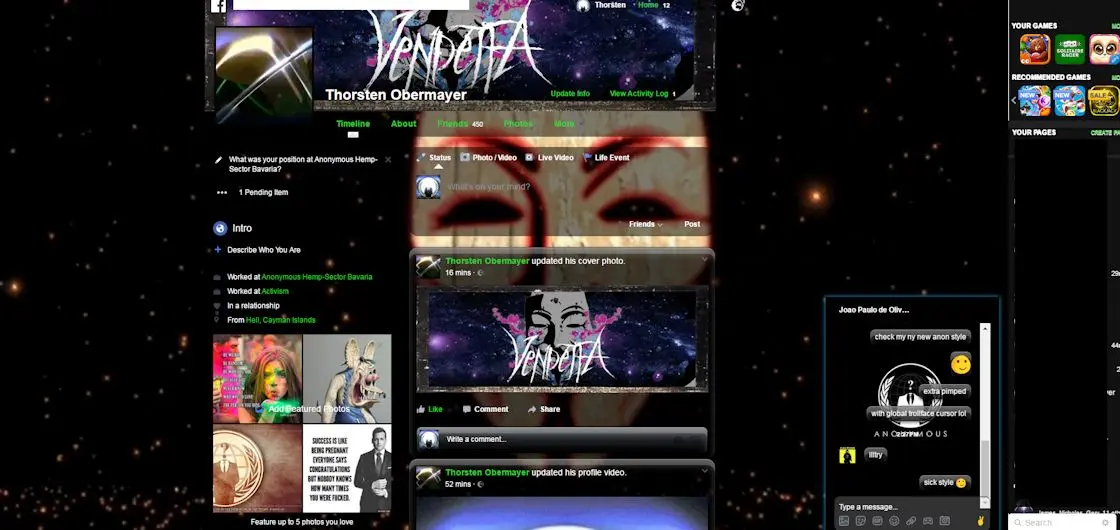 Thorsten
Home 12
VENDETTA
Thorsten Obermayer
Update Info
View Activity Log 1
Timeline
About
Friends 450
Photos
More
What was your position at Anonymous Hemp-
Sector Bavaria?
1 Pending Item
Intro
Describe Who You Are
Worked at Anonymous Hemp-Sector Bavaria
Worked at Activism
In a relationship
From Hell, Cayman Islands
Add Featured Photos
SUCCESS IS LIKE
BEING PREGNANT
EVERYONE SAYS
CONGRATULATIONS
BUT NOBODY KNOWS
HOW MANY TIMES
YOU WERE FUCKED.
Feature up to 5 photos you love
Status
Photo / Video
Live Video
Life Event
What's on your mind?
Friends
Post
Thorsten Obermayer updated his cover photo.
16 mins ·
VENDETTA
Like
Comment
Share
Write a comment...
Thorsten Obermayer updated his profile video.
52 mins ·
Joao Paulo de Oliv...
check my ny new anon style
extra pimped
with global trollface cursor lol
ANONYMOUS
illtry
sick style
Type a message...
YOUR GAMES
MO
SOLITAIRE
RECOMMENDED GAMES
MO
NEW
NEW
SALE
YOUR PAGES
CREATE PA
Search